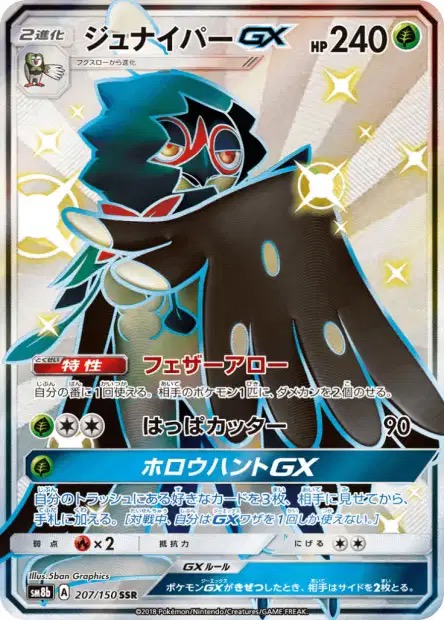 2進化 ジュナイパーGX HP240
フクスローから進化
とくせい
特性 フェザーアロー
自分の番に1回使える。相手のポケモン1匹に、ダメカンを2個のせる。
はっぱカッター 90
ホロウハントGX
自分のトラッシュにある好きなカードを3枚、相手に見せてから、
手札に加える。[対戦中、自分はGXワザを1回しか使えない。]
弱点 ×2 抵抗力 にげる
GXルール
Illus.5ban Graphics
ポケモンGXがきぜつしたとき、相手はサイドを2枚とる。
SM8b A 207/150 SSR
©2018 Pokémon/Nintendo/Creatures/GAME FREAK.